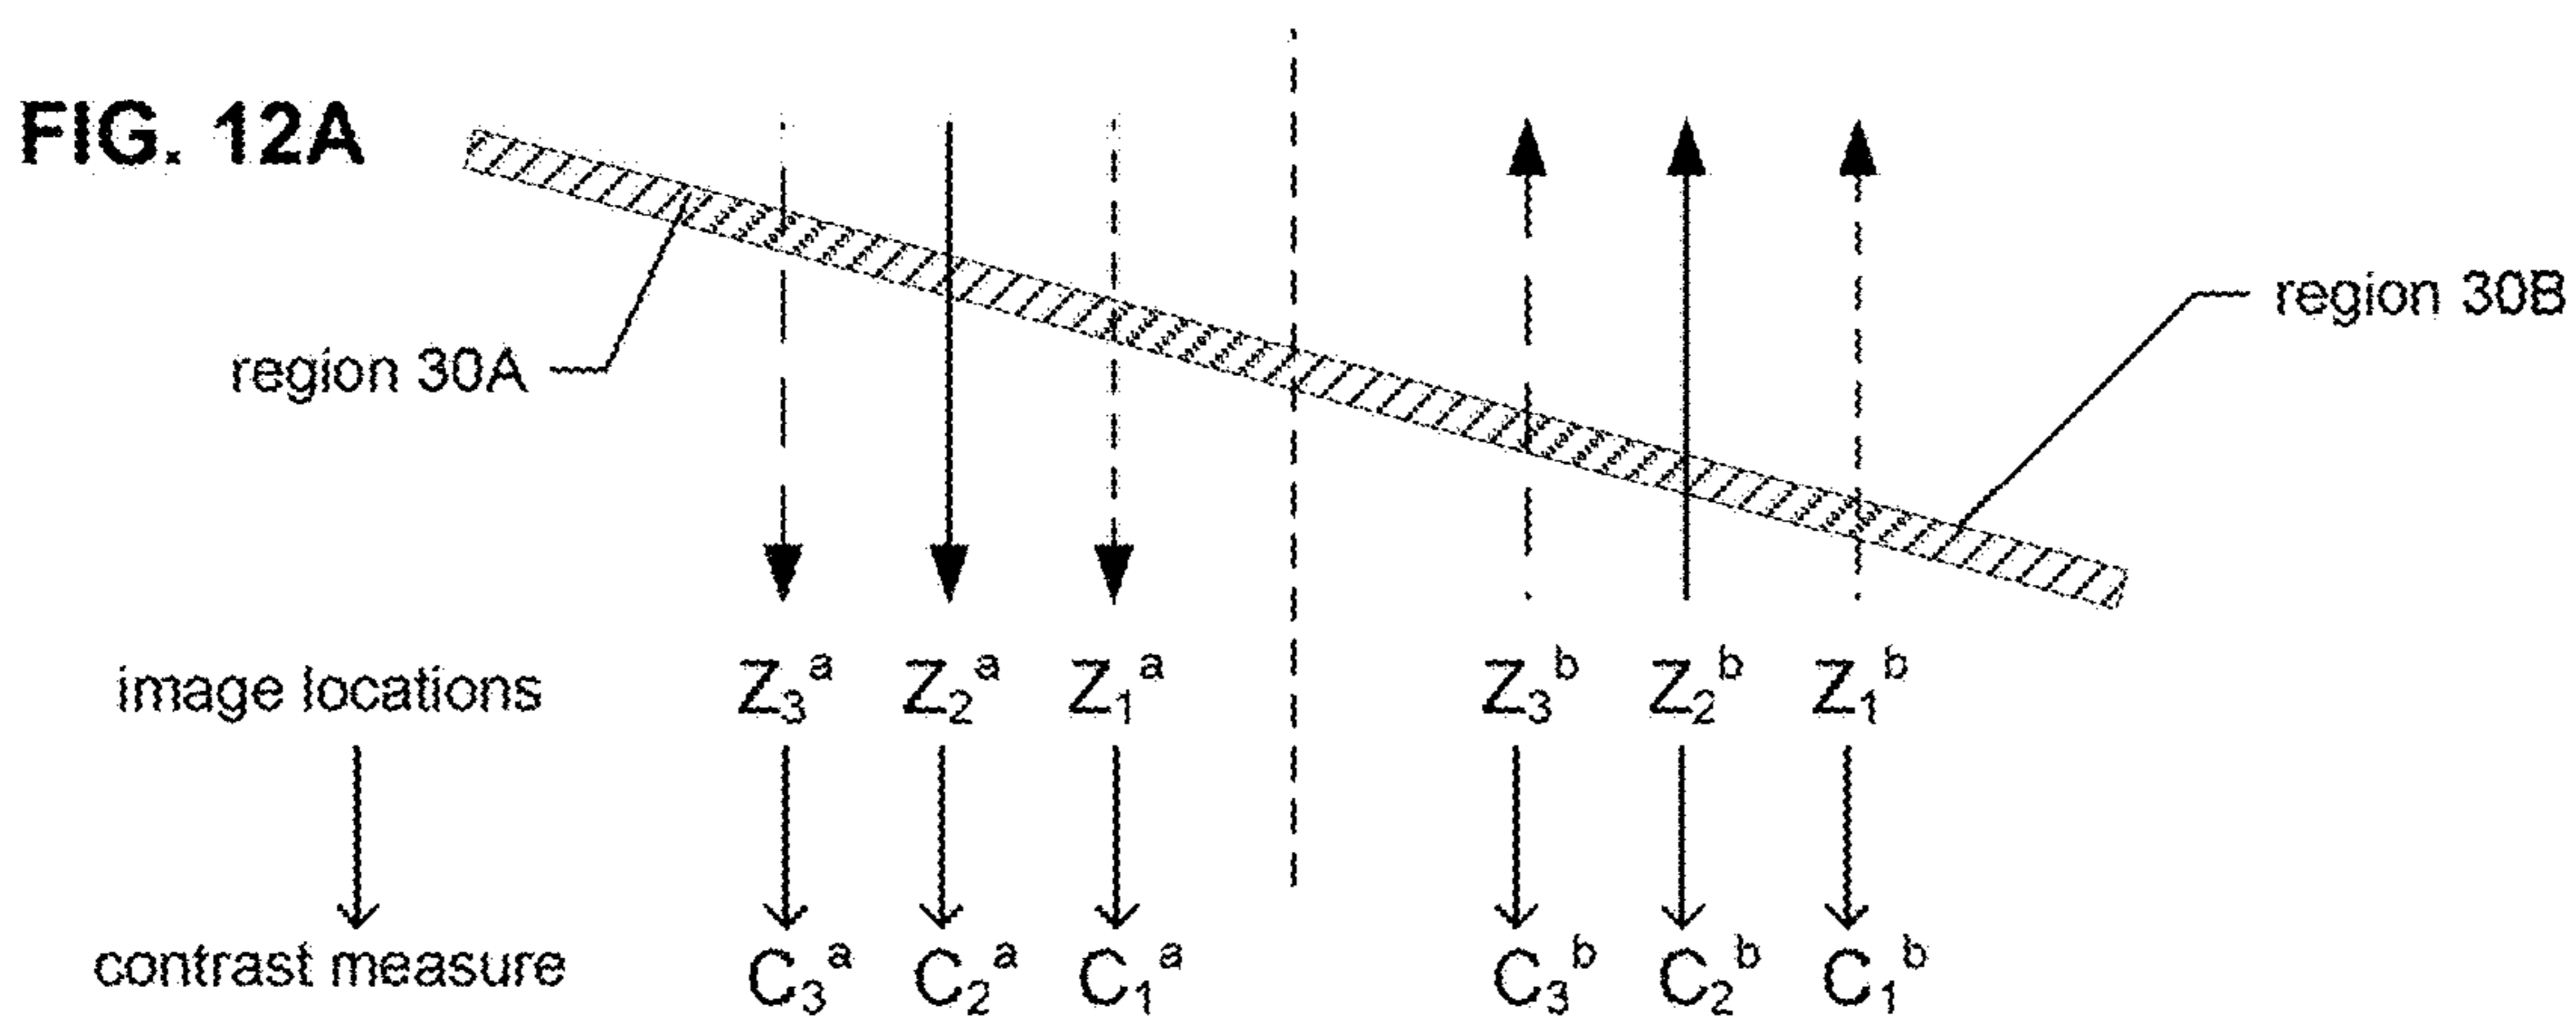 FIG. 12A
region 30B
region 30A
image locations Z₃ᵃ Z₂ᵃ Z₁ᵃ Z₃ᵇ Z₂ᵇ Z₁ᵇ
contrast measure C₃ᵃ C₂ᵃ C₁ᵃ C₃ᵇ C₂ᵇ C₁ᵇ